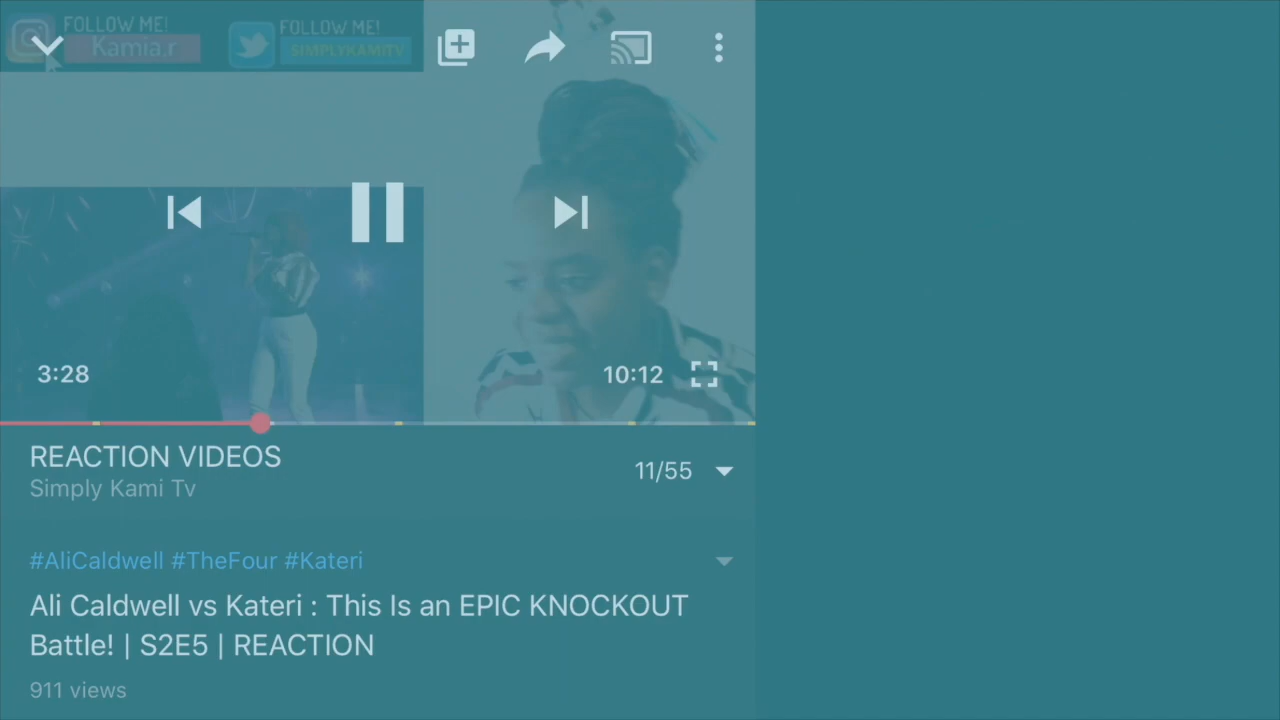 FOLLOW ME!
Kamia.r
FOLLOW ME!
SIMPLYKAMITV
3:28
10:12
REACTION VIDEOS
Simply Kami Tv
11/55
#AliCaldwell #TheFour #Kateri
Ali Caldwell vs Kateri : This Is an EPIC KNOCKOUT
Battle! | S2E5 | REACTION
911 views